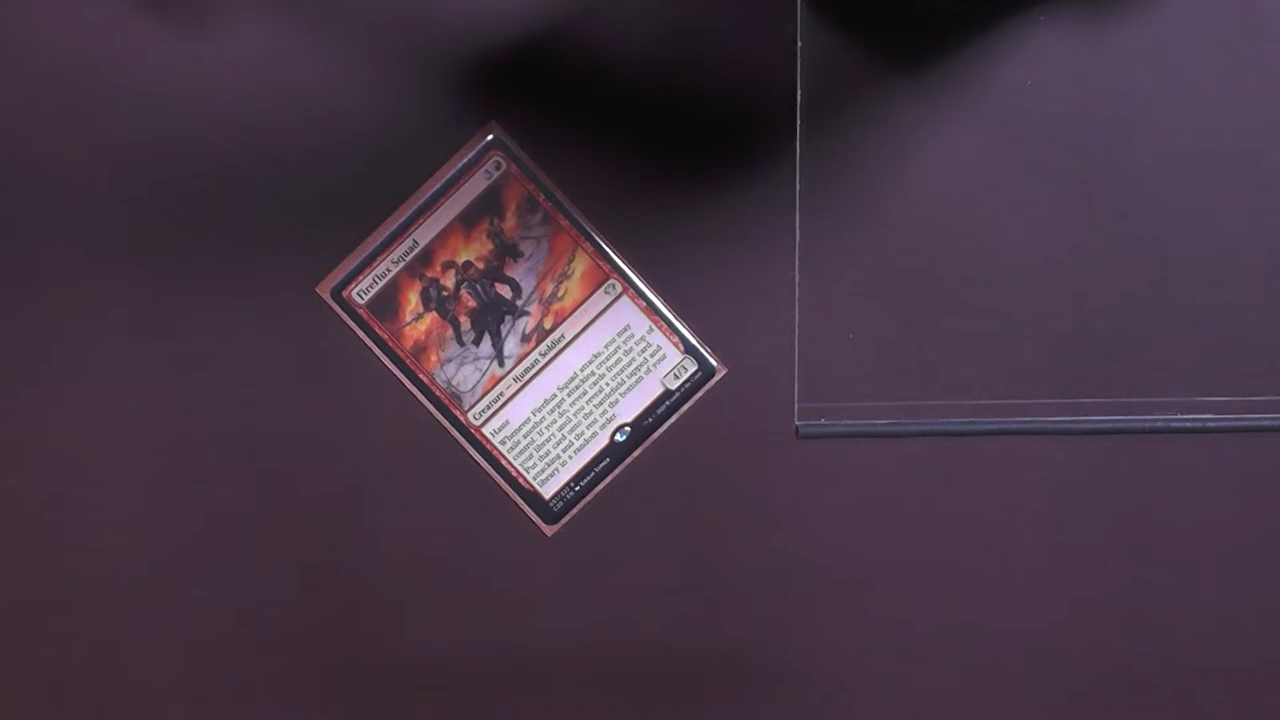 Fireflux Squad
3
Creature — Human Soldier
Haste
Whenever Fireflux Squad attacks, you may
exile another target attacking creature you
control. If you do, reveal cards from the top of
your library until you reveal a creature card.
Put that card onto the battlefield tapped and
attacking and the rest on the bottom of your
library in a random order.
4/3
C20 • EN